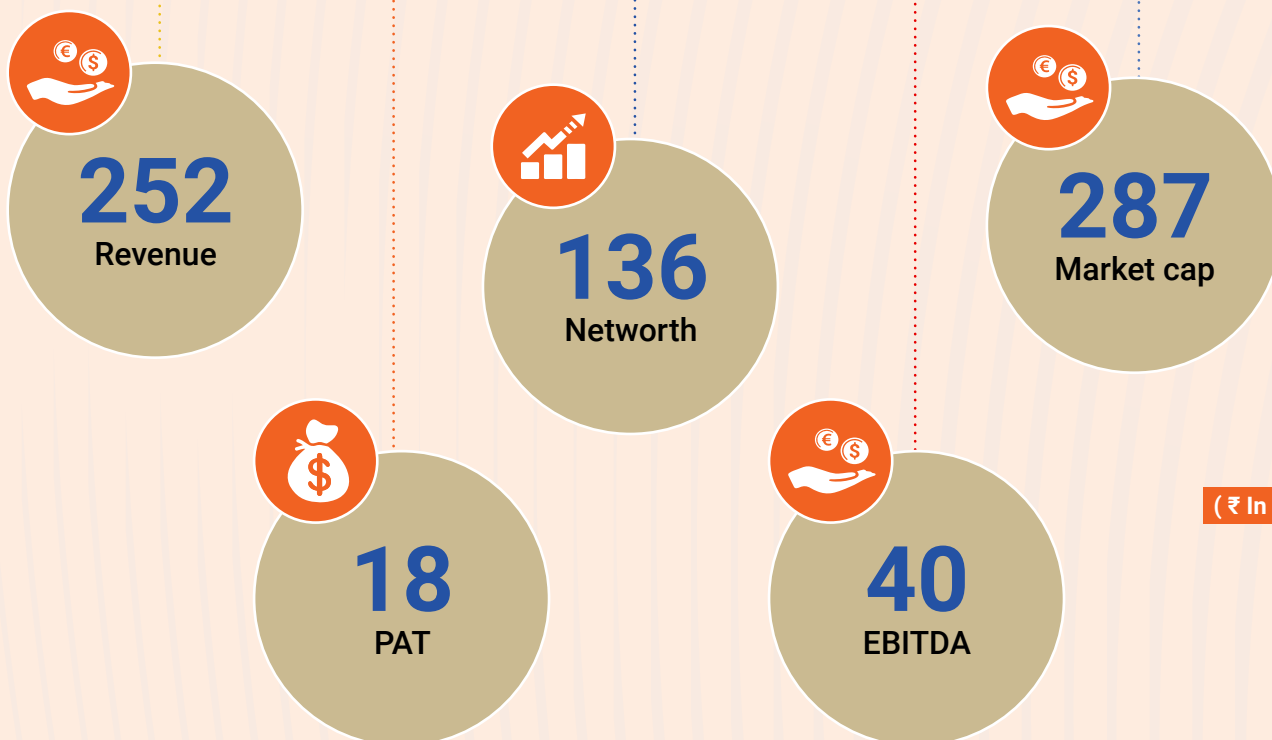 252
Revenue
136
Networth
287
Market cap
18
PAT
40
EBITDA
( ₹ In